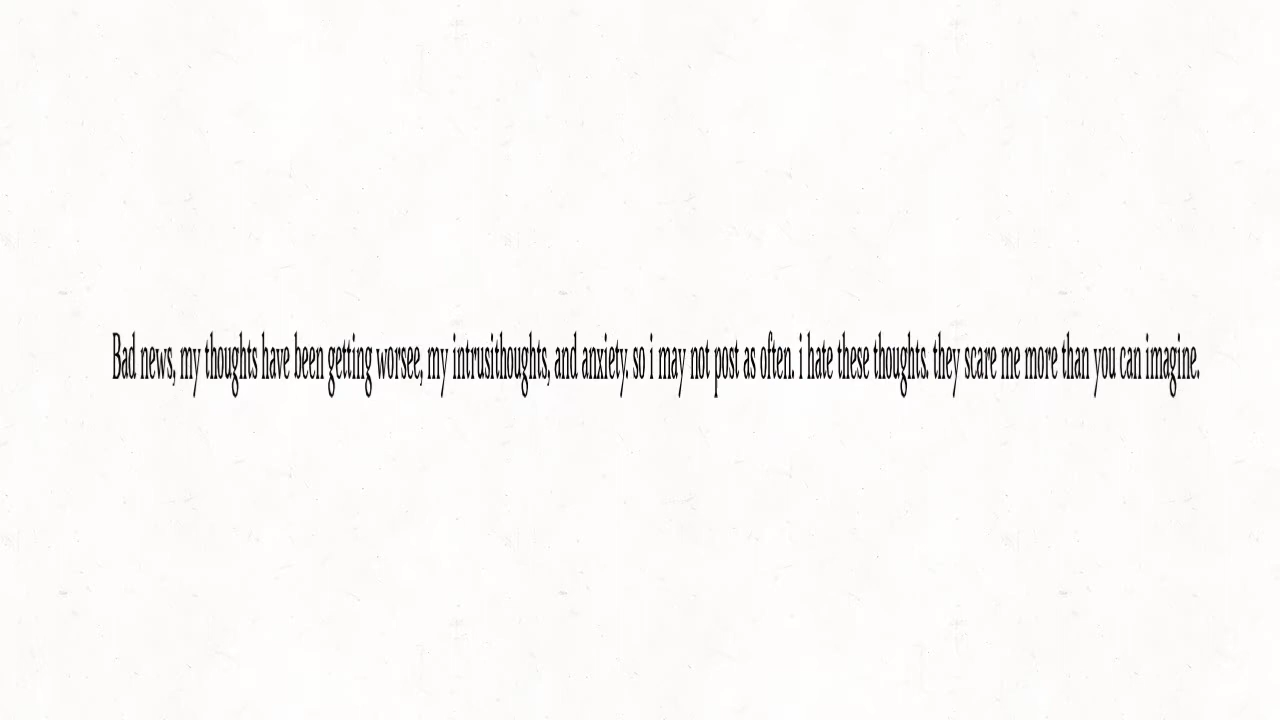 Bad news, my thoughts have been getting worsee, my intrusithoughts, and anxiety. so i may not post as often. i hate these thoughts. they scare me more than you can imagine.